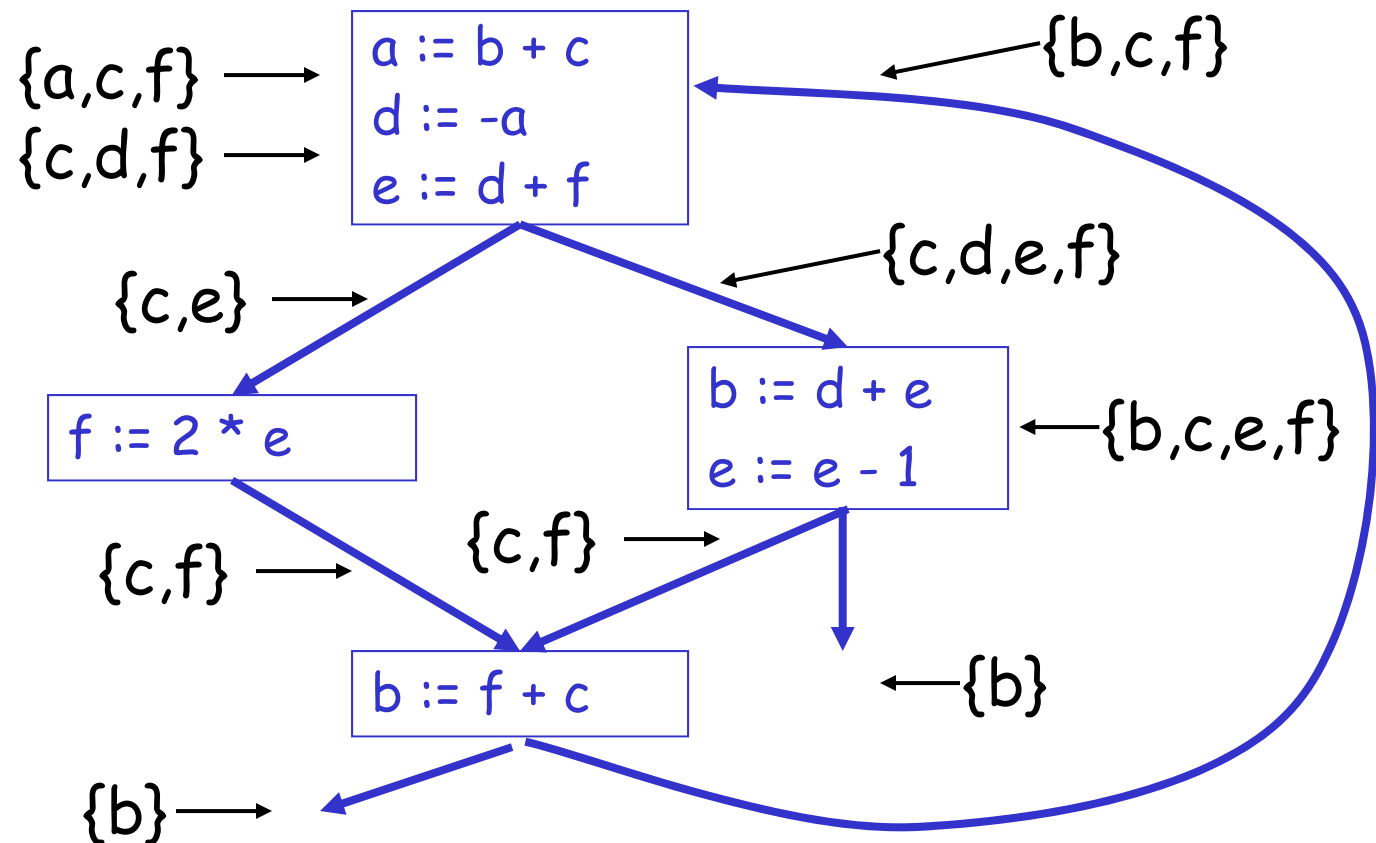 {b,c,f}
a := b + c
{a,c,f}
d := -a
{c,d,f}
e := d + f
{c,d,e,f}
{c,e}
b := d + e
{b,c,e,f}
f := 2 * e
e := e - 1
{c,f}
{c,f}
b := f + c
{b}
{b}